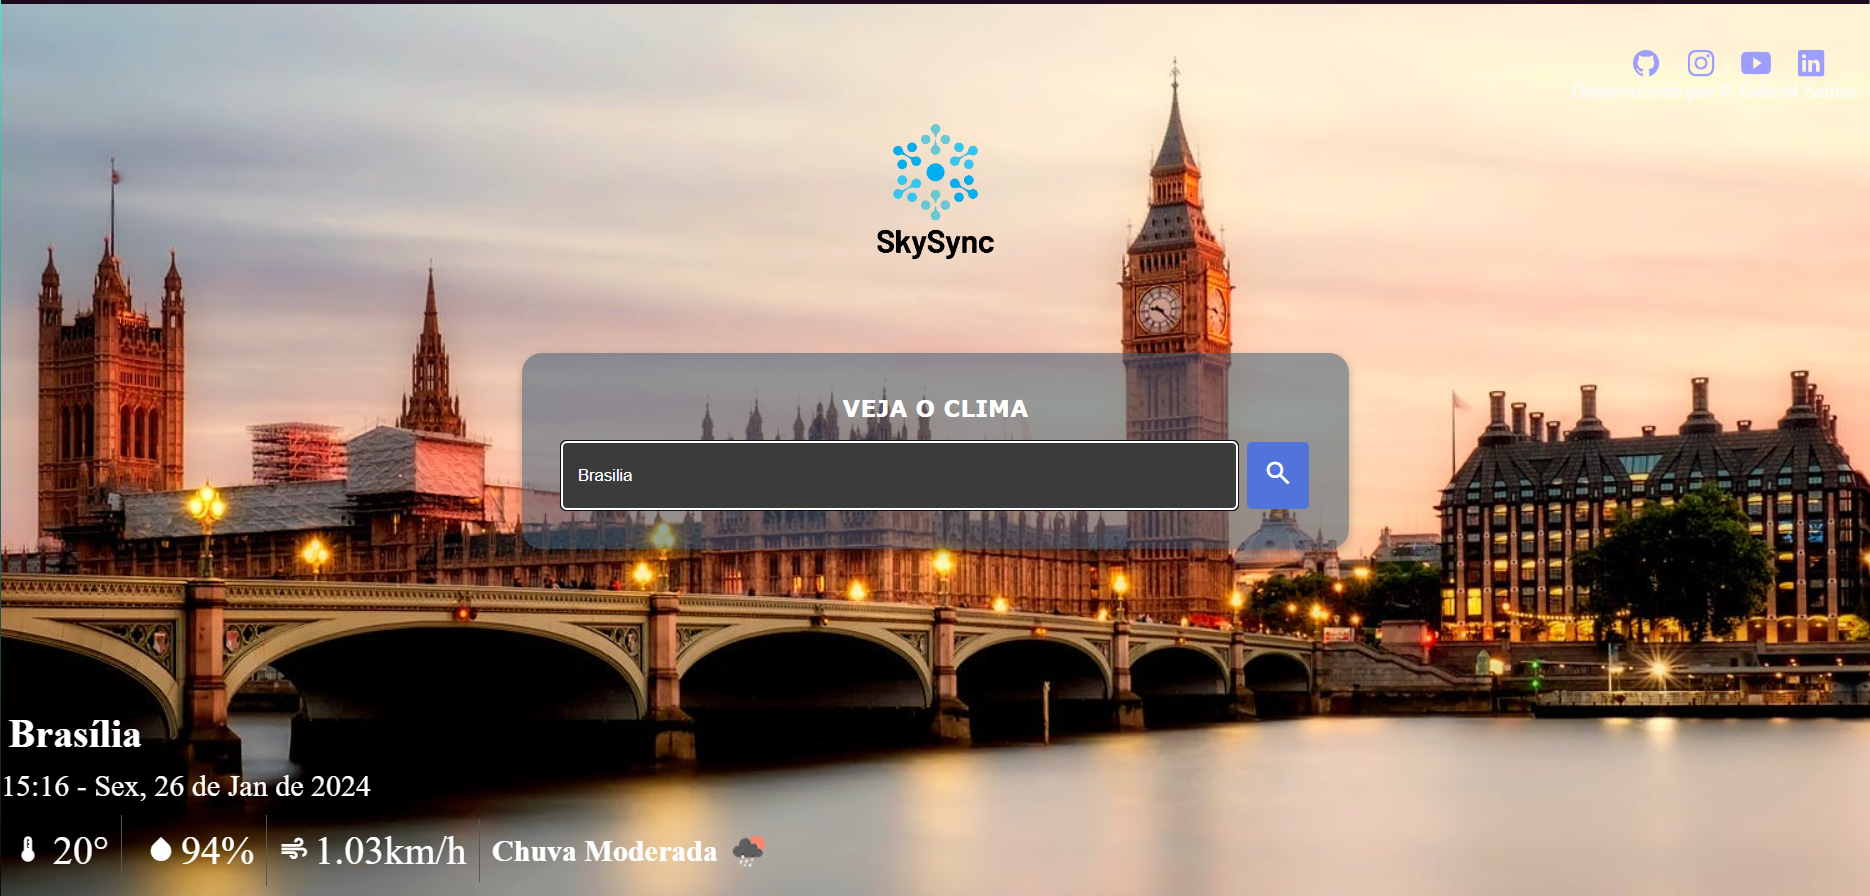 Desenvolvido por © Gabriel Santos
SkySync
VEJA O CLIMA
Brasilia
Brasília
15:16 - Sex, 26 de Jan de 2024
20° 94% 1.03km/h Chuva Moderada